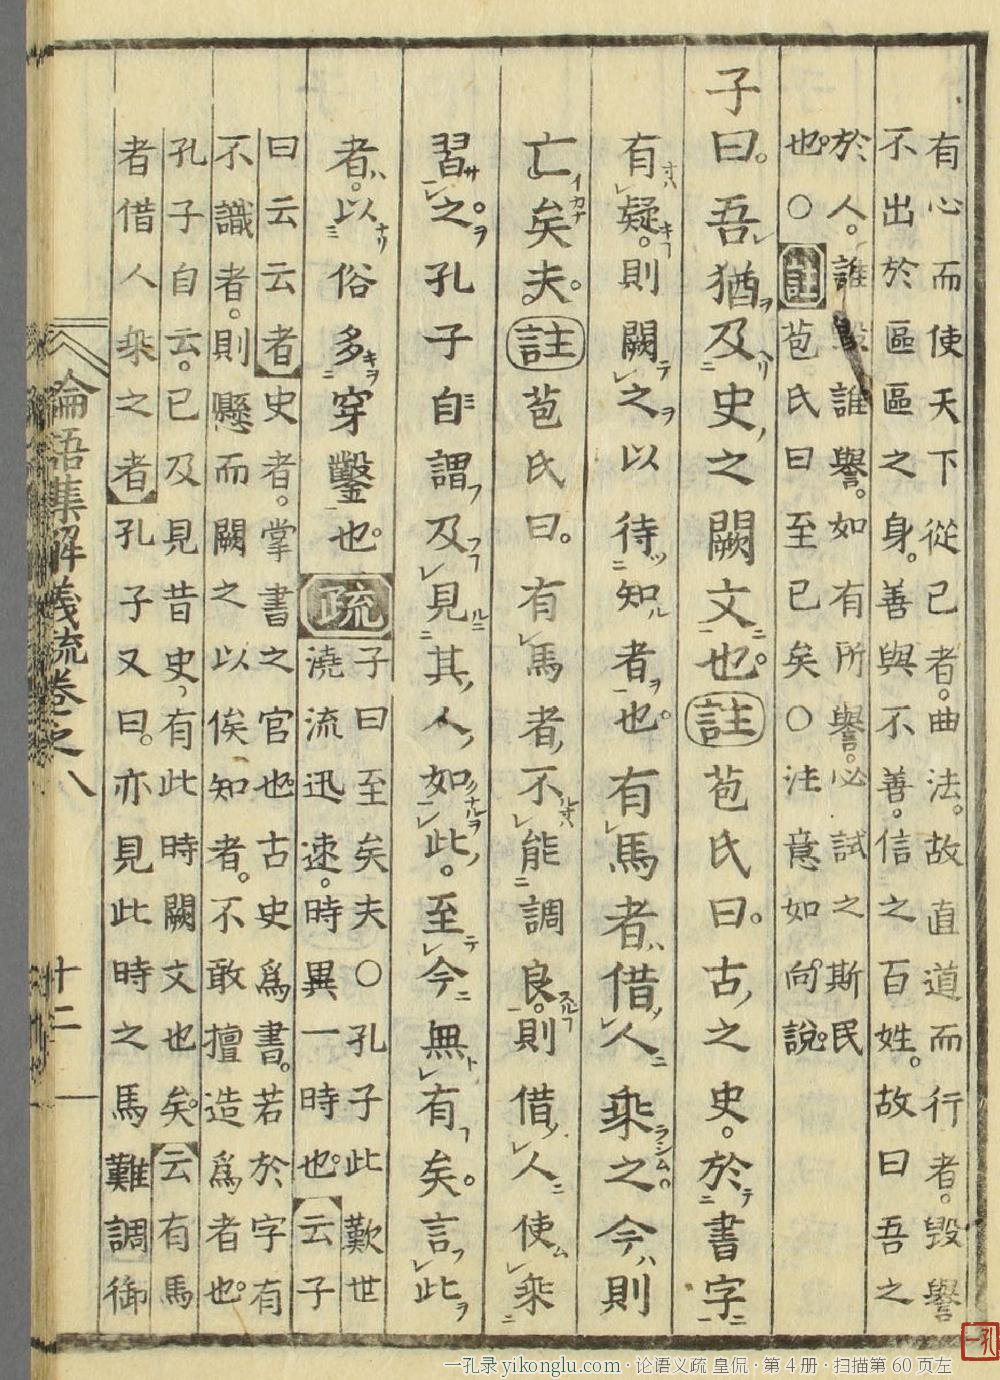 有心而使天下從已者。曲法。故直道而行者。毀譽
不出於區區之身。善與不善。信之百姓。故曰吾之
於人。誰毀誰譽。如有所譽。必試之斯民
也。〇註苞氏曰至已矣〇注意如向說。
子曰。吾猶及史之闕文也。註苞氏曰。古之史。於書字
有疑。則闕之以待知者也。有馬者借人乘之今則
亡矣夫。註苞氏曰。有馬者不能調良。則借人使乘
習之。孔子自謂及見其人如此。至今無有矣。言此
者。以俗多穿鑿也。疏
子曰至矣夫〇孔子此歎世
澆流迅速。時異一時也。云子
曰云云者史者。掌書之官也古史爲書。若於字有
不識者。則懸而闕之以俟知者。不敢擅造爲者也。
孔子自云。已及見昔史有此時闕文也矣。云有馬
者借人乘之者孔子又曰。亦見此時之馬難調御
論語集解義疏卷之八
十二
一孔录 yikonglu.com · 论语义疏 皇侃 · 第4册 · 扫描第60页左
一孔